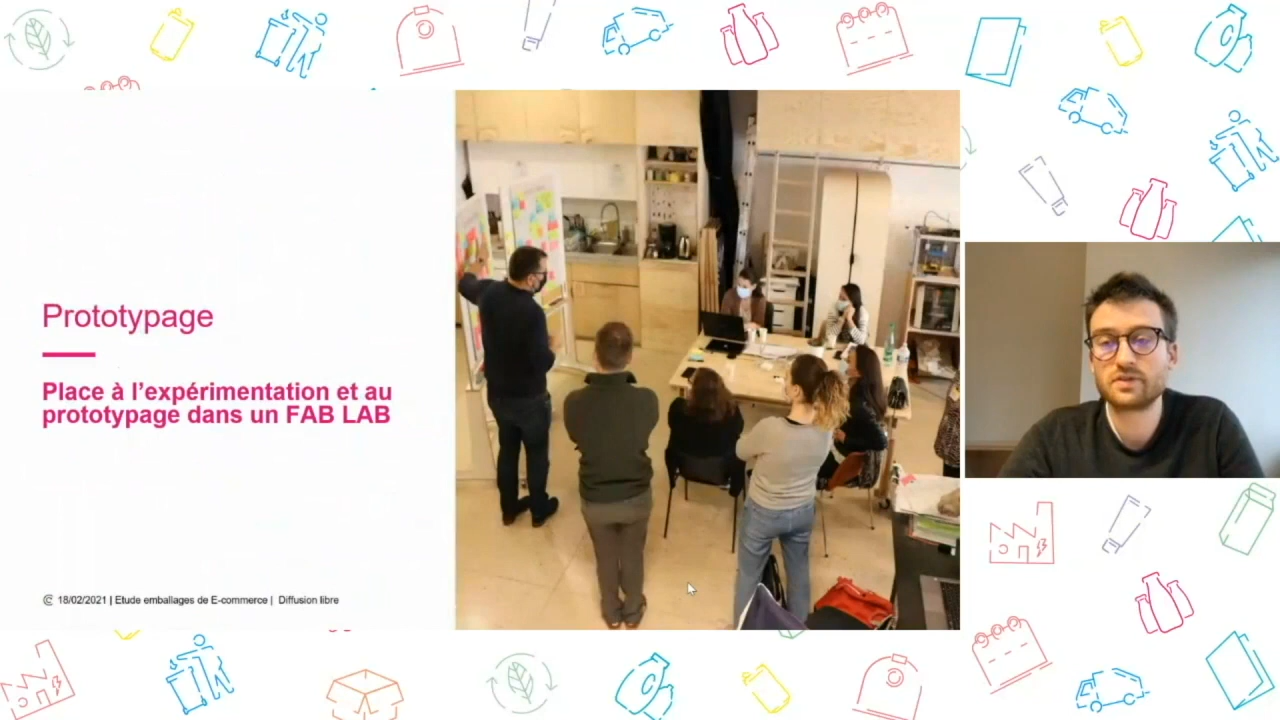 Prototypage
Place à l’expérimentation et au
prototypage dans un FAB LAB
18/02/2021 | Etude emballages de E-commerce | Diffusion libre